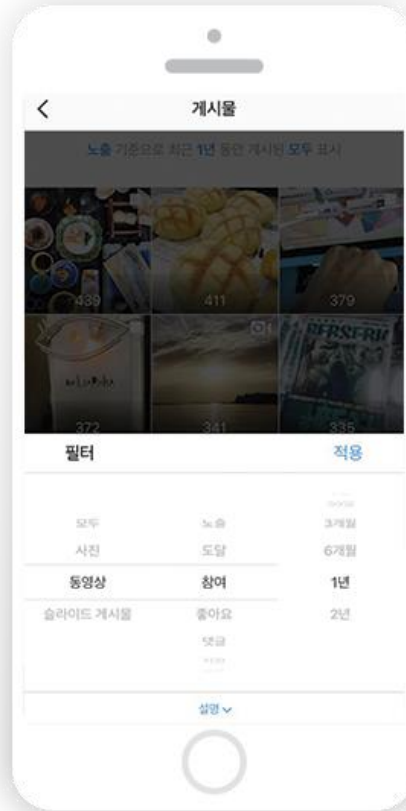 게시물
노출 기준으로 최근 1년 동안 게시된 모두 표시
439
411
379
BERSERK
372
341
335
필터
적용
모두
노출
3개월
사진
도달
6개월
동영상
참여
1년
슬라이드 게시물
좋아요
2년
댓글
설명